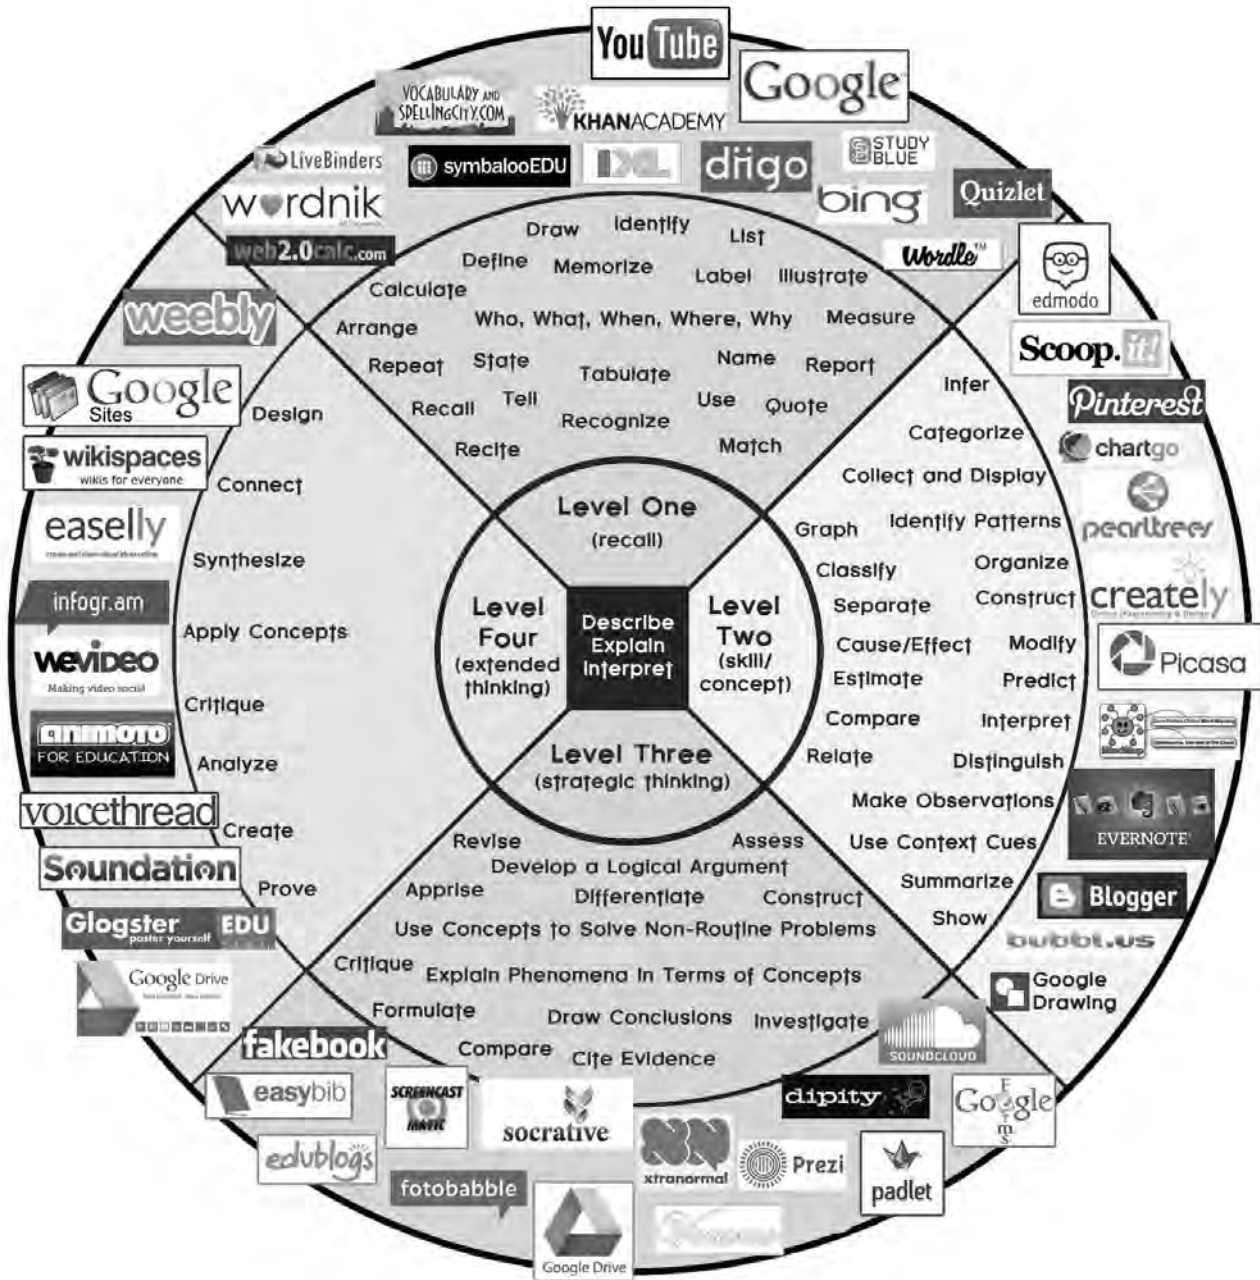 You Tube
Google
VOCABULARY AND
SPELLINGCITY.COM
KHANACADEMY
STUDY
BLUE
LiveBinders
symbalooEDU
IXL
diigo
bing
Quizlet
wordnik
web2.0calc.com
Wordle™
edmodo
Draw
Identify
List
Define
Memorize
Label
Illustrate
Calculate
Arrange
Who, What, When, Where, Why
Measure
Repeat
State
Tabulate
Name
Report
Recall
Tell
Recognize
Use
Quote
Recite
Match
Level One
(recall)
Scoop.it!
Pinterest
chartgo
pearltrees
creately
Picasa
EVERNOTE
Blogger
bubbl.us
Google
Drawing
Infer
Categorize
Collect and Display
Graph
Identify Patterns
Classify
Organize
Separate
Construct
Cause/Effect
Modify
Estimate
Predict
Compare
Interpret
Relate
Distinguish
Make Observations
Use Context Cues
Summarize
Show
Level
Two
(skill/
concept)
Describe
Explain
Interpret
Level
Four
(extended
thinking)
Level Three
(strategic thinking)
Revise
Assess
Develop a Logical Argument
Apprise
Differentiate
Construct
Use Concepts to Solve Non-Routine Problems
Critique
Explain Phenomena In Terms of Concepts
Formulate
Draw Conclusions
Investigate
Compare
Cite Evidence
SOUNDCLOUD
fakebook
easybib
SCREENCAST
MATIC
socrative
dipity
Google
Forms
edublogs
fotobabble
xtranormal
Prezi
padlet
Google Drive
weebly
Google
Sites
wikispaces
wikis for everyone
easelly
infogr.am
WeVIDEO
Making video social
animoto
FOR EDUCATION
voicethread
Soundation
Glogster EDU
poster yourself
Google Drive
Design
Connect
Synthesize
Apply Concepts
Critique
Analyze
Create
Prove